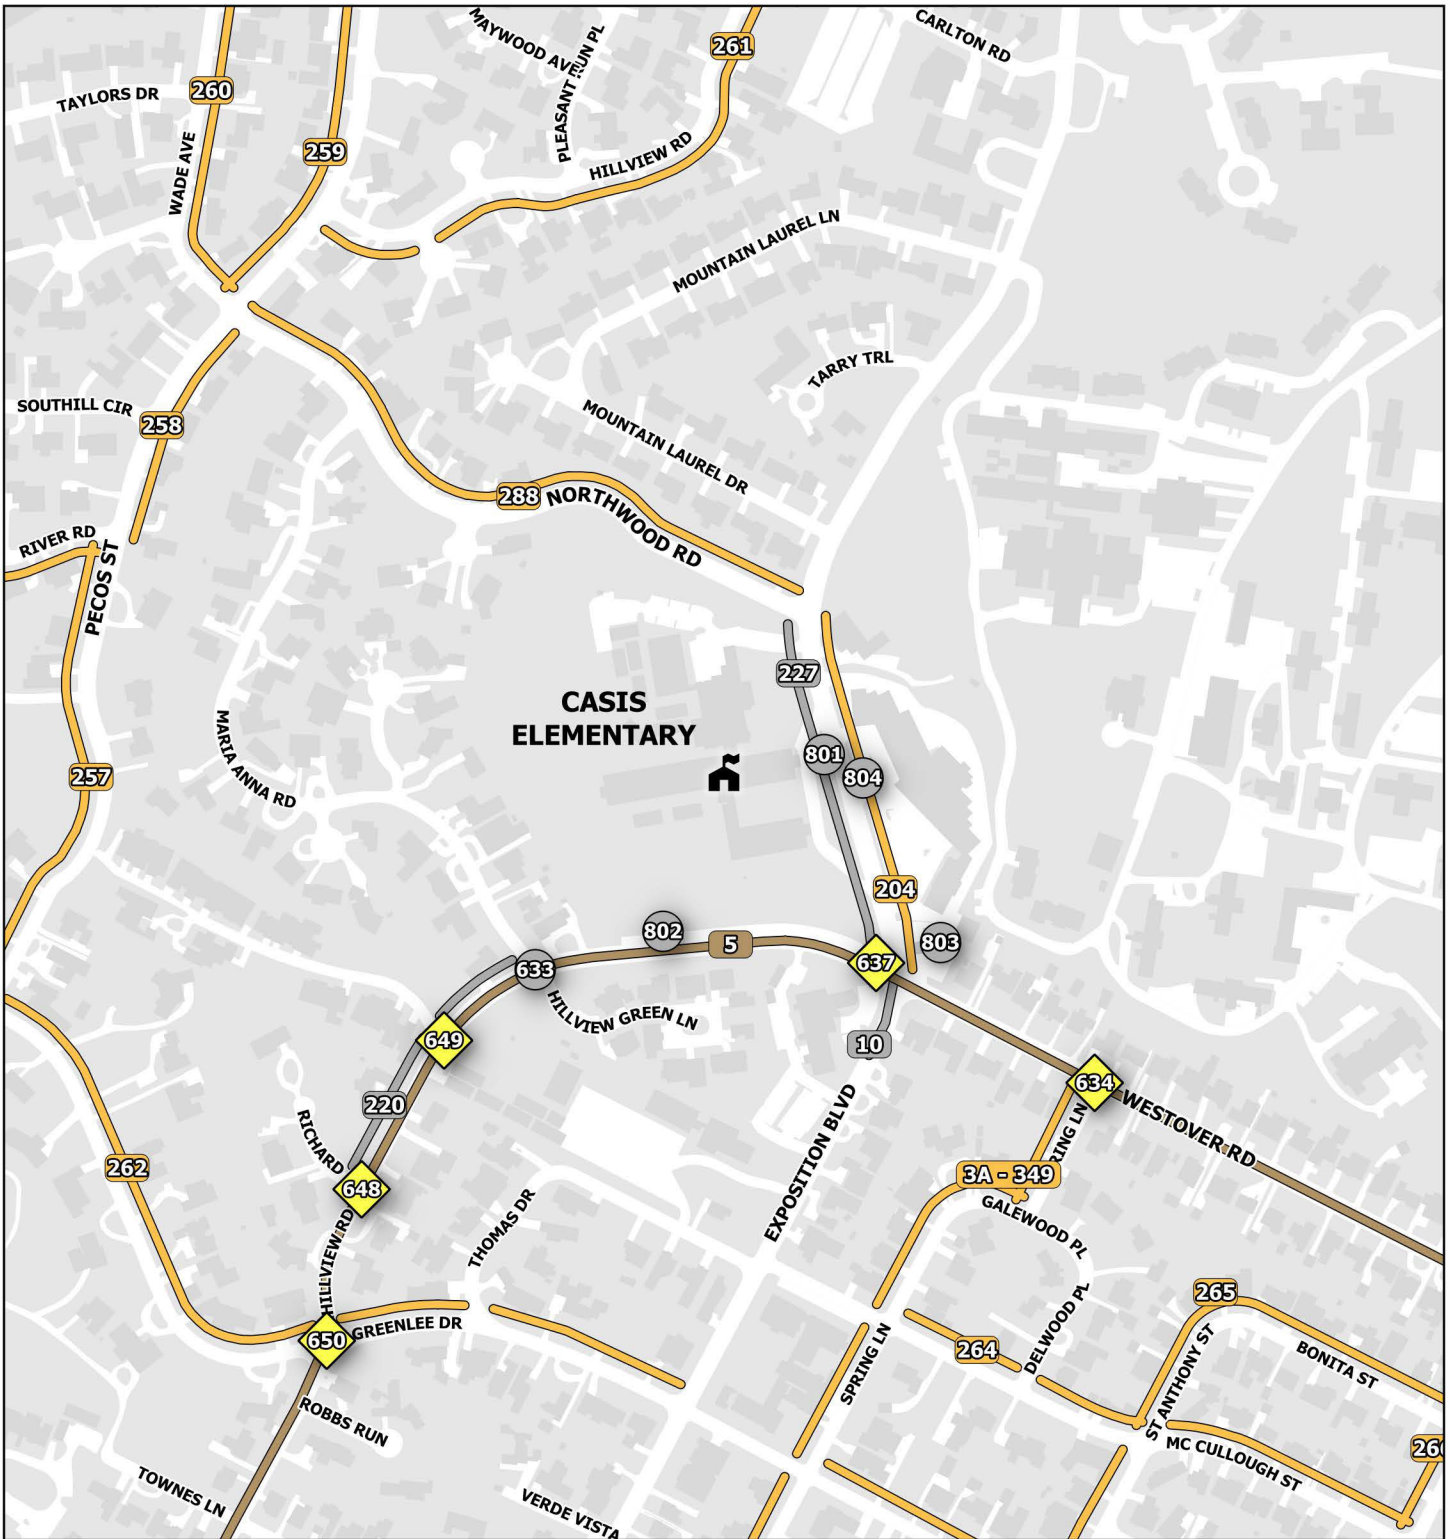 MAYWOOD AVE
PLEASANT RUN PL
CARLTON RD
261
260
TAYLORS DR
259
WADE AVE
HILLVIEW RD
MOUNTAIN LAUREL LN
TARRY TRL
SOUTHILL CIR
258
MOUNTAIN LAUREL DR
288
NORTHWOOD RD
RIVER RD
PECOS ST
227
CASIS
ELEMENTARY
MARIA ANNA RD
801
804
257
204
802
5
803
637
633
HILLVIEW GREEN LN
649
10
634
220
WESTOVER RD
RICHARD
RING LN
EXPOSITION BLVD
262
3A - 349
648
GALEWOOD PL
THOMAS DR
HILLVIEW RD
265
DELWOOD PL
650
GREENLEE DR
264
SPRING LN
ST ANTHONY ST
BONITA ST
ROBBS RUN
MC CULLOUGH ST
26
TOWNES LN
VERDE VISTA